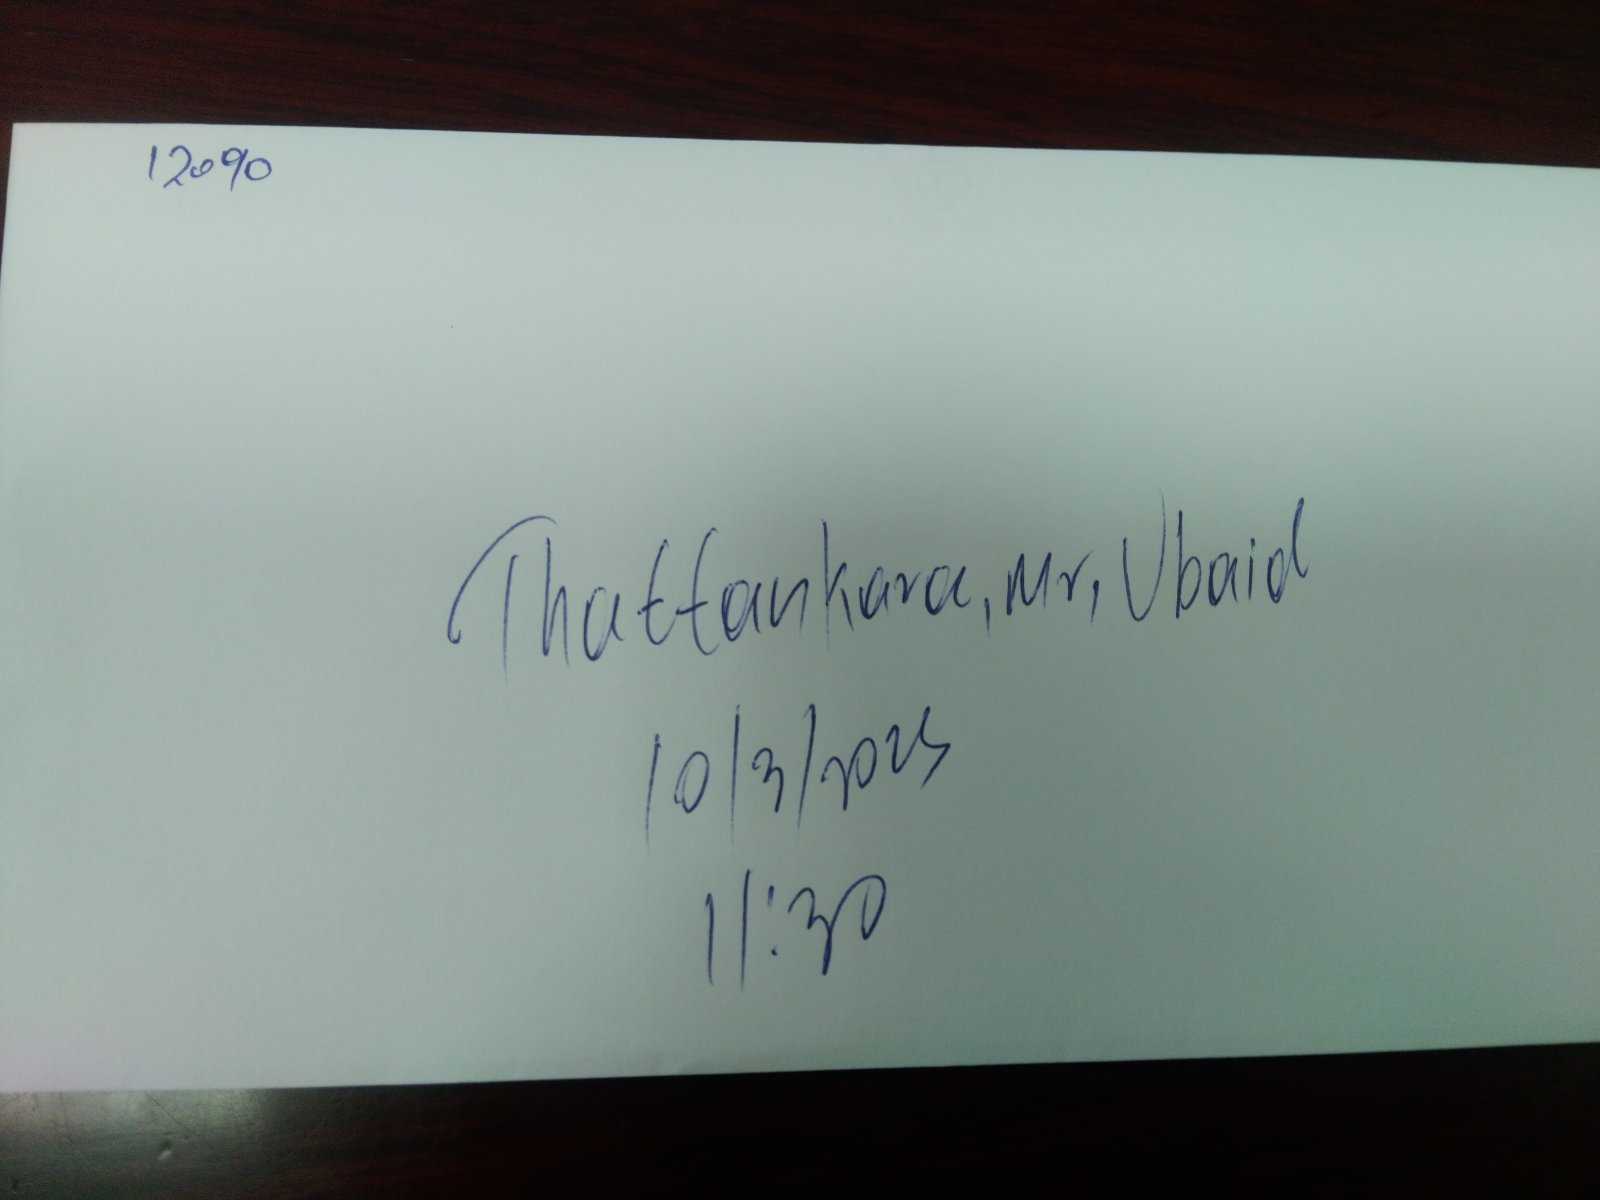 12090
Thattankara, Mr, Ubaid
10/3/2025
11:30